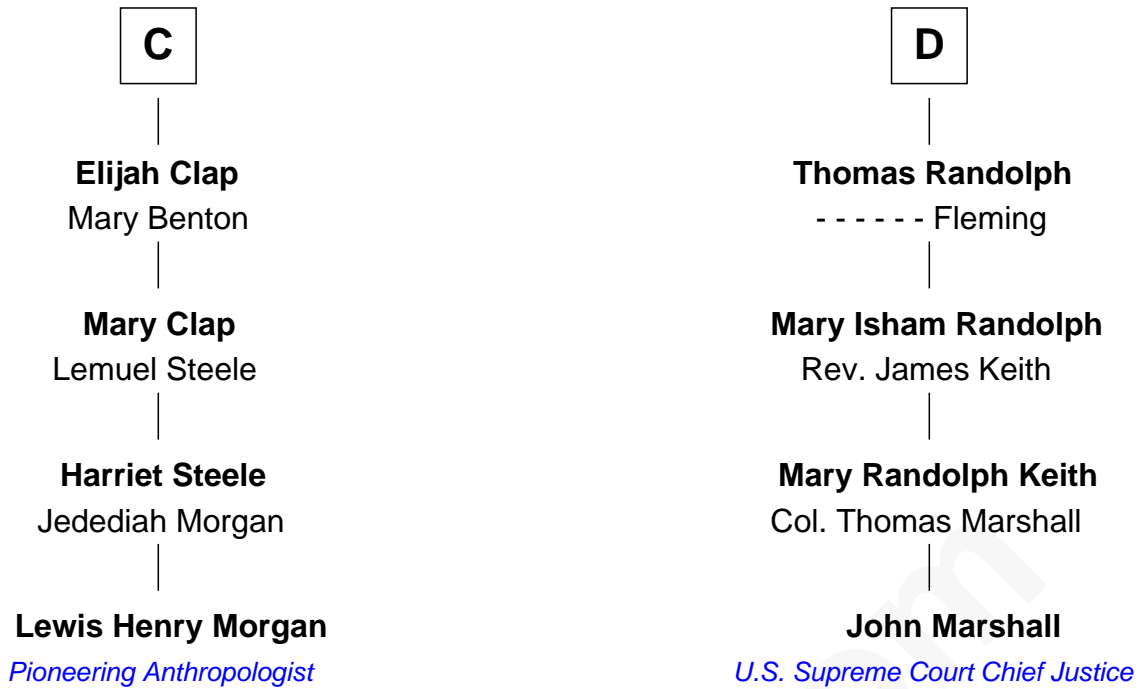 C
Elijah Clap
Mary Benton
Mary Clap
Lemuel Steele
Harriet Steele
Jedediah Morgan
Lewis Henry Morgan
Pioneering Anthropologist
D
Thomas Randolph
- - - - - - Fleming
Mary Isham Randolph
Rev. James Keith
Mary Randolph Keith
Col. Thomas Marshall
John Marshall
U.S. Supreme Court Chief Justice